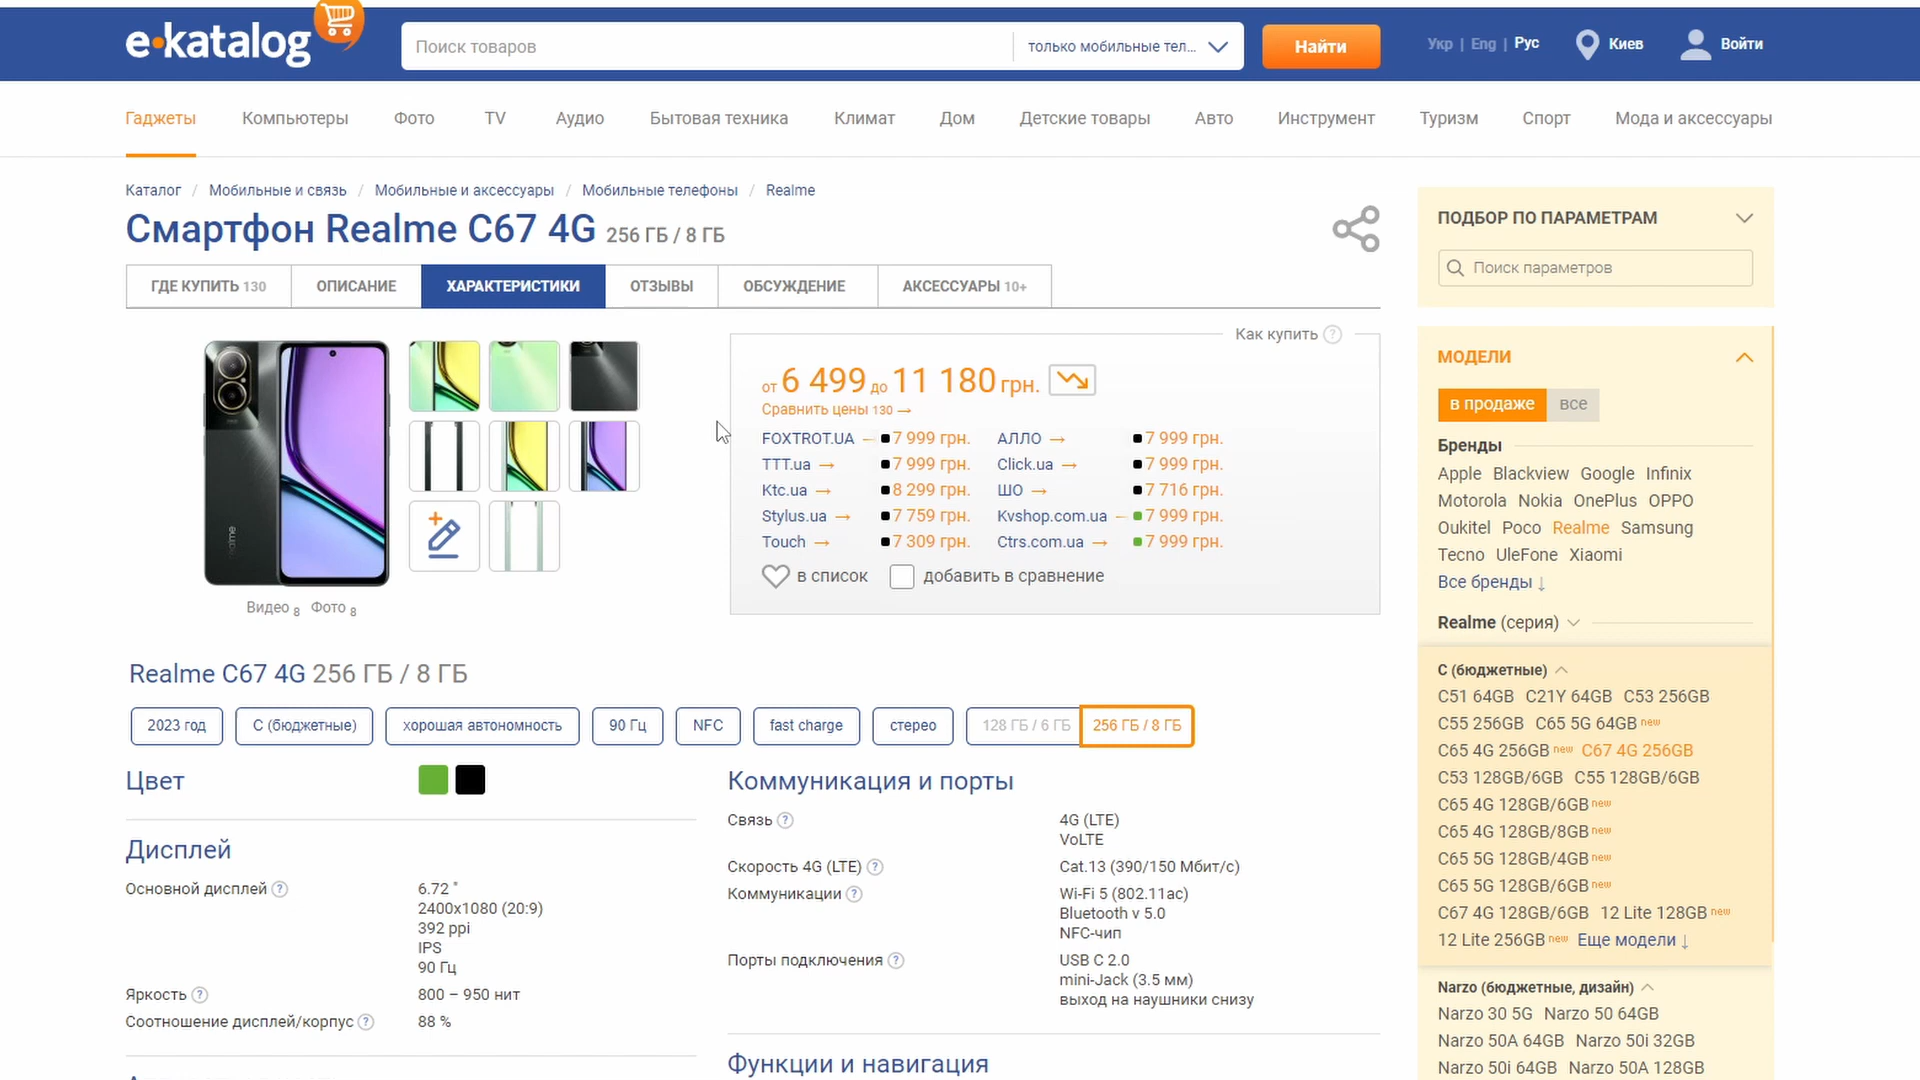 e·katalog
Поиск товаров
только мобильные тел...
Найти
Укр | Eng | Рус
Киев
Войти
Гаджеты Компьютеры Фото TV Аудио Бытовая техника Климат Дом Детские товары Авто Инструмент Туризм Спорт Мода и аксессуары
Каталог / Мобильные и связь / Мобильные и аксессуары / Мобильные телефоны / Realme
Смартфон Realme C67 4G 256 ГБ / 8 ГБ
ГДЕ КУПИТЬ 130 ОПИСАНИЕ ХАРАКТЕРИСТИКИ ОТЗЫВЫ ОБСУЖДЕНИЕ АКСЕССУАРЫ 10+
realme
Видео 8 Фото 8
Как купить ?
от 6 499 до 11 180 грн.
Сравнить цены 130 →
FOXTROT.UA → 7 999 грн. АЛЛО → 7 999 грн.
TTT.ua → 7 999 грн. Click.ua → 7 999 грн.
Ktc.ua → 8 299 грн. ШО → 7 716 грн.
Stylus.ua → 7 759 грн. Kvshop.com.ua → 7 999 грн.
Touch → 7 309 грн. Ctrs.com.ua → 7 999 грн.
в список добавить в сравнение
Realme C67 4G 256 ГБ / 8 ГБ
2023 год C (бюджетные) хорошая автономность 90 Гц NFC fast charge стерео 128 ГБ / 6 ГБ 256 ГБ / 8 ГБ
Цвет
Дисплей
Основной дисплей ? 6.72 "
2400x1080 (20:9)
392 ppi
IPS
90 Гц
Яркость ? 800 – 950 нит
Соотношение дисплей/корпус ? 88 %
Коммуникация и порты
Связь ? 4G (LTE)
VoLTE
Скорость 4G (LTE) ? Cat.13 (390/150 Мбит/с)
Коммуникации ? Wi-Fi 5 (802.11ac)
Bluetooth v 5.0
NFC-чип
Порты подключения ? USB C 2.0
mini-Jack (3.5 мм)
выход на наушники снизу
Функции и навигация
ПОДБОР ПО ПАРАМЕТРАМ
Поиск параметров
МОДЕЛИ
в продаже все
Бренды
Apple Blackview Google Infinix
Motorola Nokia OnePlus OPPO
Oukitel Poco Realme Samsung
Tecno UleFone Xiaomi
Все бренды ↓
Realme (серия)
C (бюджетные)
C51 64GB C21Y 64GB C53 256GB
C55 256GB C65 5G 64GB new
C65 4G 256GB new C67 4G 256GB
C53 128GB/6GB C55 128GB/6GB
C65 4G 128GB/6GB new
C65 4G 128GB/8GB new
C65 5G 128GB/4GB new
C65 5G 128GB/6GB new
C67 4G 128GB/6GB 12 Lite 128GB new
12 Lite 256GB new Еще модели ↓
Narzo (бюджетные, дизайн)
Narzo 30 5G Narzo 50 64GB
Narzo 50A 64GB Narzo 50i 32GB
Narzo 50i 64GB Narzo 50A 128GB